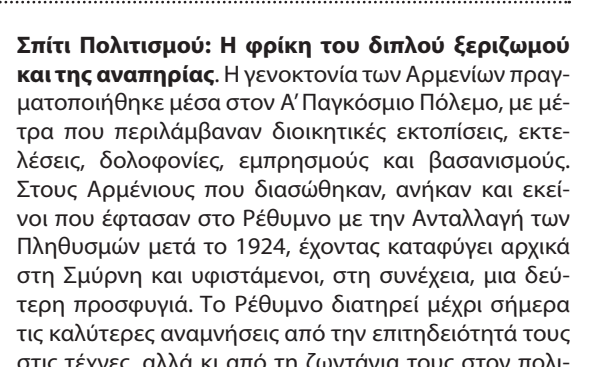 Σπίτι Πολιτισμού: Η φρίκη του διπλού ξεριζωμού
και της αναπηρίας. Η γενοκτονία των Αρμενίων πραγ-
ματοποιήθηκε μέσα στον Α' Παγκόσμιο Πόλεμο, με μέ-
τρα που περιλάμβαναν διοικητικές εκτοπίσεις, εκτε-
λέσεις, δολοφονίες, εμπρησμούς και βασανισμούς.
Στους Αρμένιους που διασώθηκαν, ανήκαν και εκεί-
νοι που έφτασαν στο Ρέθυμνο με την Ανταλλαγή των
Πληθυσμών μετά το 1924, έχοντας καταφύγει αρχικά
στη Σμύρνη και υφιστάμενοι, στη συνέχεια, μια δεύ-
τερη προσφυγιά. Το Ρέθυμνο διατηρεί μέχρι σήμερα
τις καλύτερες αναμνήσεις από την επιτηδειότητά τους
στις τέχνες, αλλά κι από τη ζωντάνια τους στον πολι-